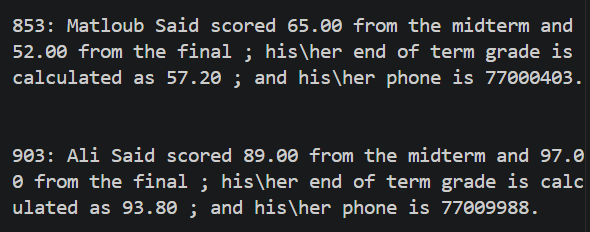 853: Matloub Said scored 65.00 from the midterm and
52.00 from the final ; his\her end of term grade is
calculated as 57.20 ; and his\her phone is 77000403.
903: Ali Said scored 89.00 from the midterm and 97.0
0 from the final ; his\her end of term grade is calc
ulated as 93.80 ; and his\her phone is 77009988.